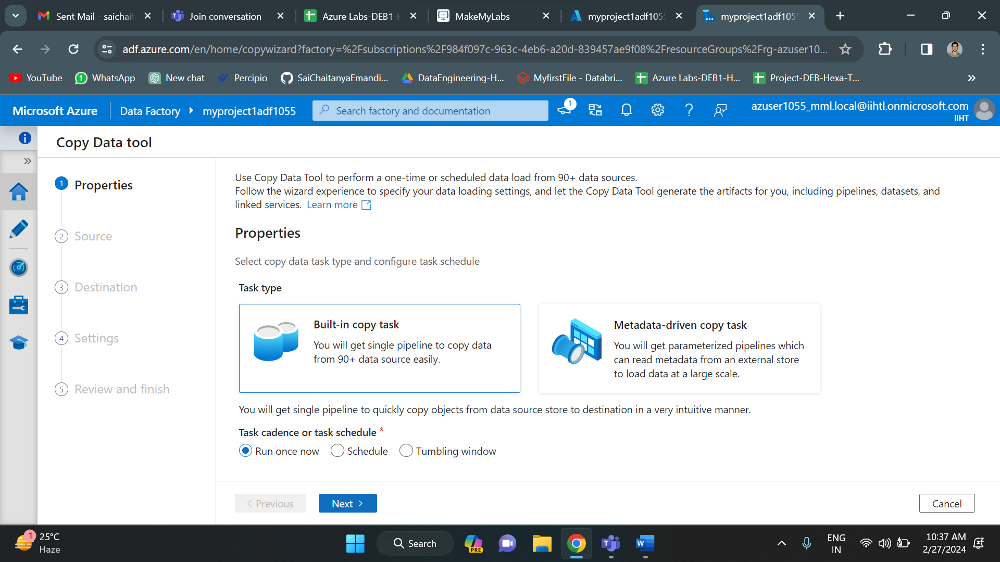 Sent Mail - saichait
Join conversation
Azure Labs-DEB1-H
MakeMyLabs
myproject1adf1055
myproject1adf1055
adf.azure.com/en/home/copywizard?factory=%2Fsubscriptions%2F984f097c-963c-4eb6-a20d-839457ae9f08%2FresourceGroups%2Frg-azuser10...
YouTube
1
WhatsApp
New chat
Percipio
SaiChaitanyaEmandi...
DataEngineering-H...
MyfirstFile - Databri...
Azure Labs-DEB1-H...
Project-DEB-Hexa-T...
Microsoft Azure
Data Factory
myproject1adf1055
Search factory and documentation
1
azuser1055_mml.local@iihtl.onmicrosoft.com
IIHT
Copy Data tool
1 Properties
2 Source
3 Destination
4 Settings
5 Review and finish
Use Copy Data Tool to perform a one-time or scheduled data load from 90+ data sources.
Follow the wizard experience to specify your data loading settings, and let the Copy Data Tool generate the artifacts for you, including pipelines, datasets, and
linked services. Learn more
Properties
Select copy data task type and configure task schedule
Task type
Built-in copy task
You will get single pipeline to copy data
from 90+ data source easily.
Metadata-driven copy task
You will get parameterized pipelines which
can read metadata from an external store
to load data at a large scale.
You will get single pipeline to quickly copy objects from data source store to destination in a very intuitive manner.
Task cadence or task schedule *
Run once now
Schedule
Tumbling window
Previous
Next
Cancel
1
25°C
Haze
Search
PRE
ENG
IN
10:37 AM
2/27/2024